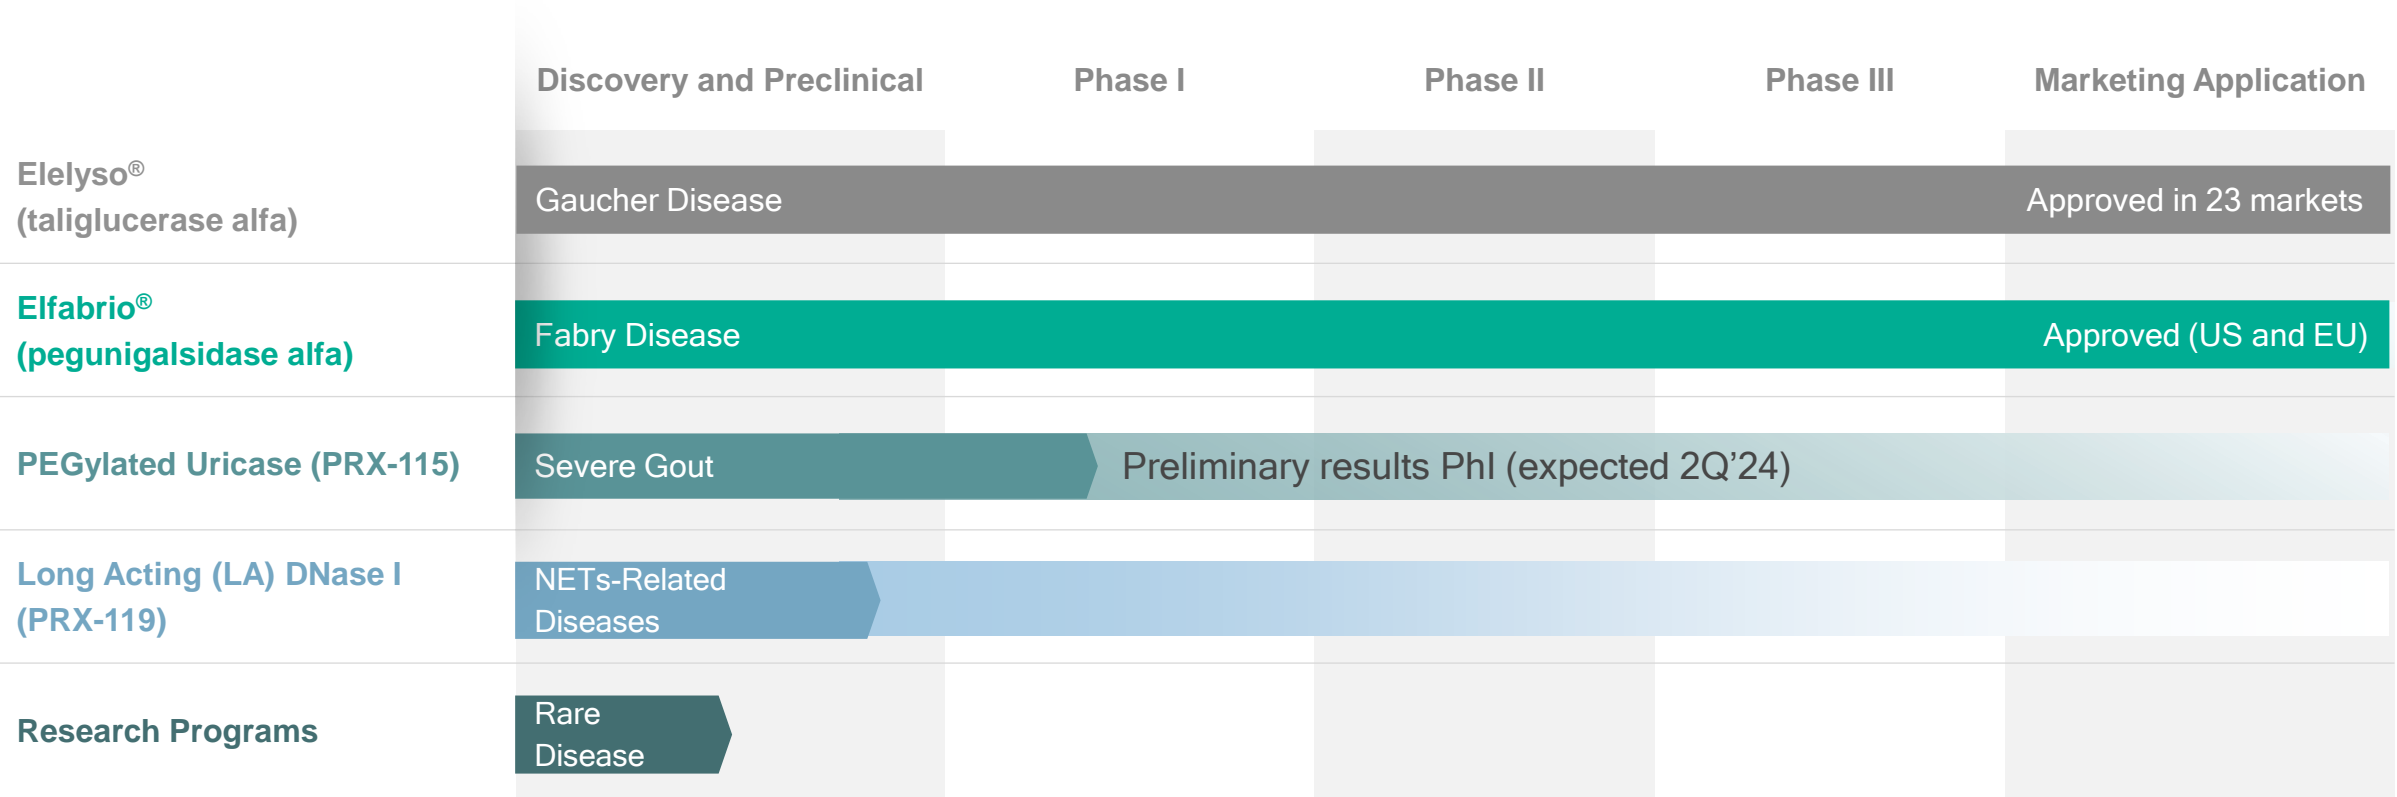 Discovery and Preclinical Phase I Phase II Phase III Marketing Application
Elelyso®
(taliglucerase alfa)
Gaucher Disease Approved in 23 markets
Elfabrio®
(pegunigalsidase alfa)
Fabry Disease Approved (US and EU)
PEGylated Uricase (PRX-115)
Severe Gout Preliminary results PhI (expected 2Q’24)
Long Acting (LA) DNase I
(PRX-119)
NETs-Related
Diseases
Research Programs
Rare
Disease